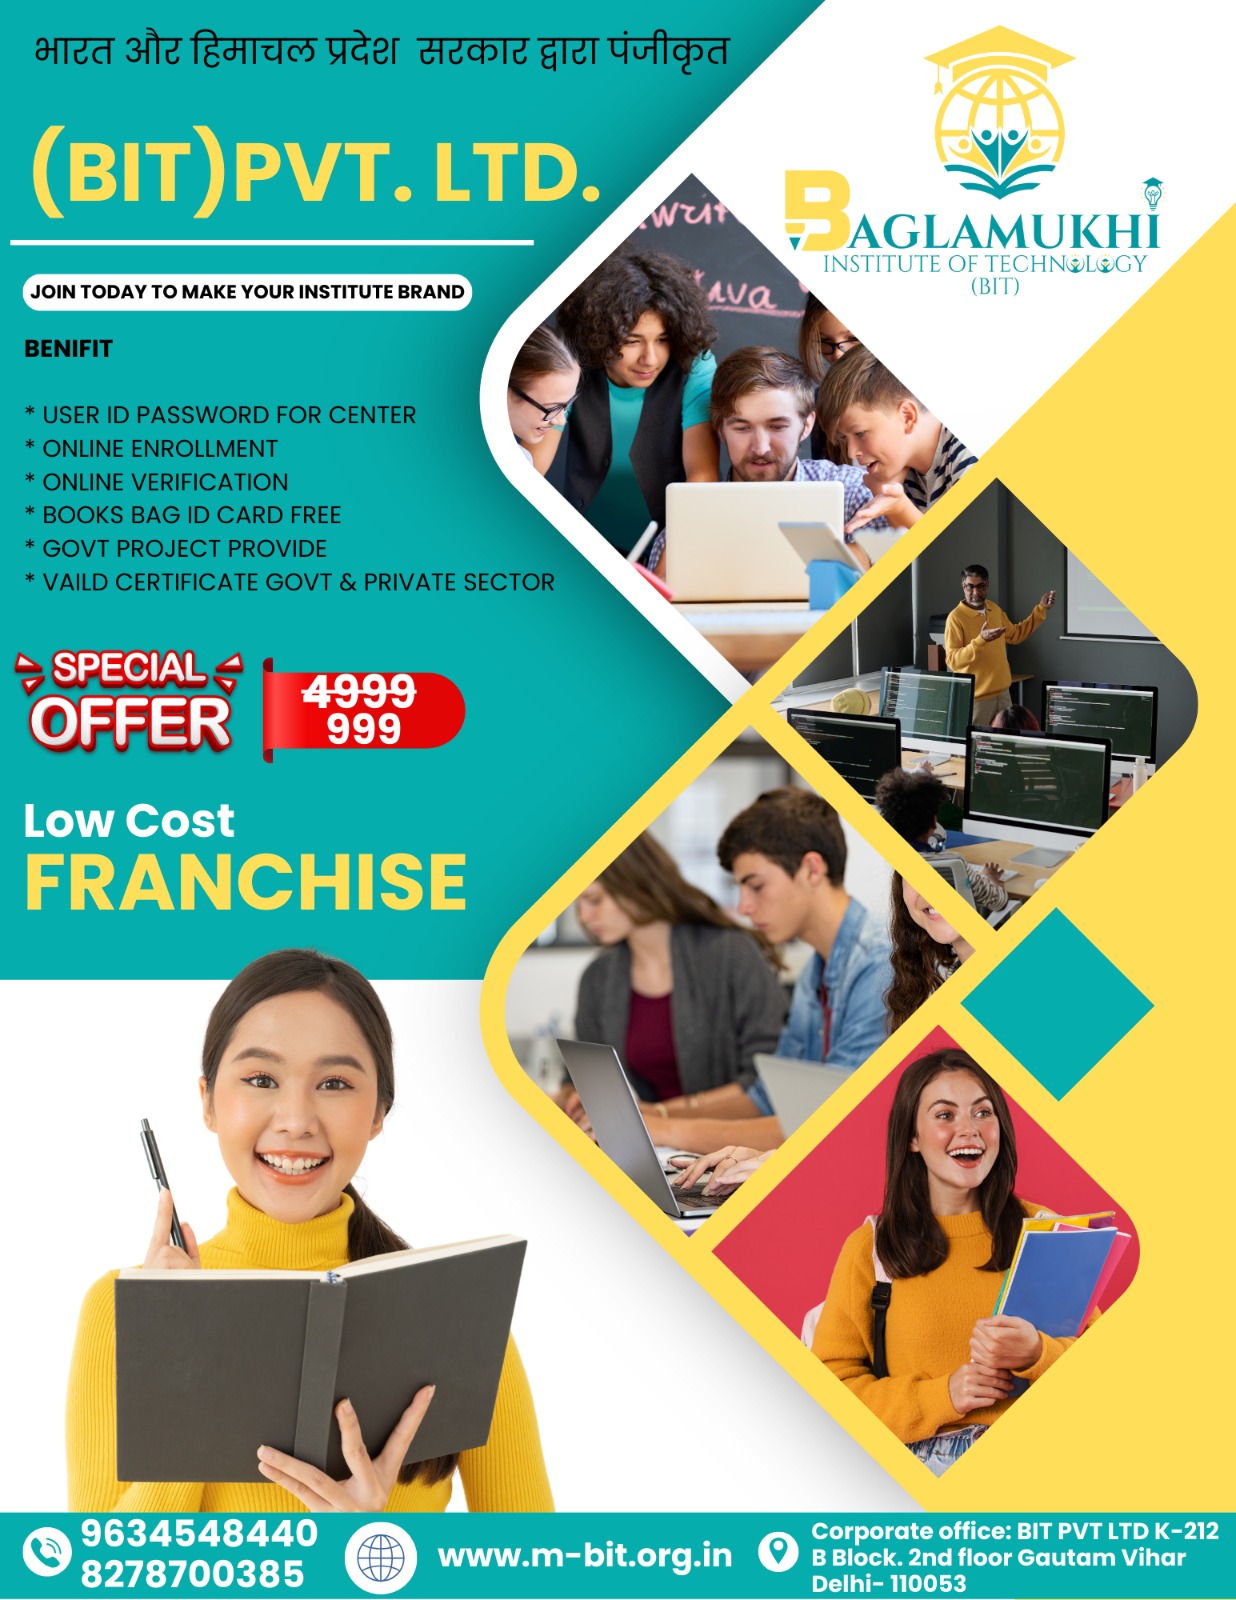 भारत और हिमाचल प्रदेश सरकार द्वारा पंजीकृत
(BIT)PVT. LTD.
BAGLAMUKHI
INSTITUTE OF TECHNOLOGY
(BIT)
JOIN TODAY TO MAKE YOUR INSTITUTE BRAND
BENIFIT
* USER ID PASSWORD FOR CENTER
* ONLINE ENROLLMENT
* ONLINE VERIFICATION
* BOOKS BAG ID CARD FREE
* GOVT PROJECT PROVIDE
* VAILD CERTIFICATE GOVT & PRIVATE SECTOR
SPECIAL
OFFER
4999
999
Low Cost
FRANCHISE
9634548440
8278700385
www.m-bit.org.in
Corporate office: BIT PVT LTD K-212
B Block. 2nd floor Gautam Vihar
Delhi- 110053